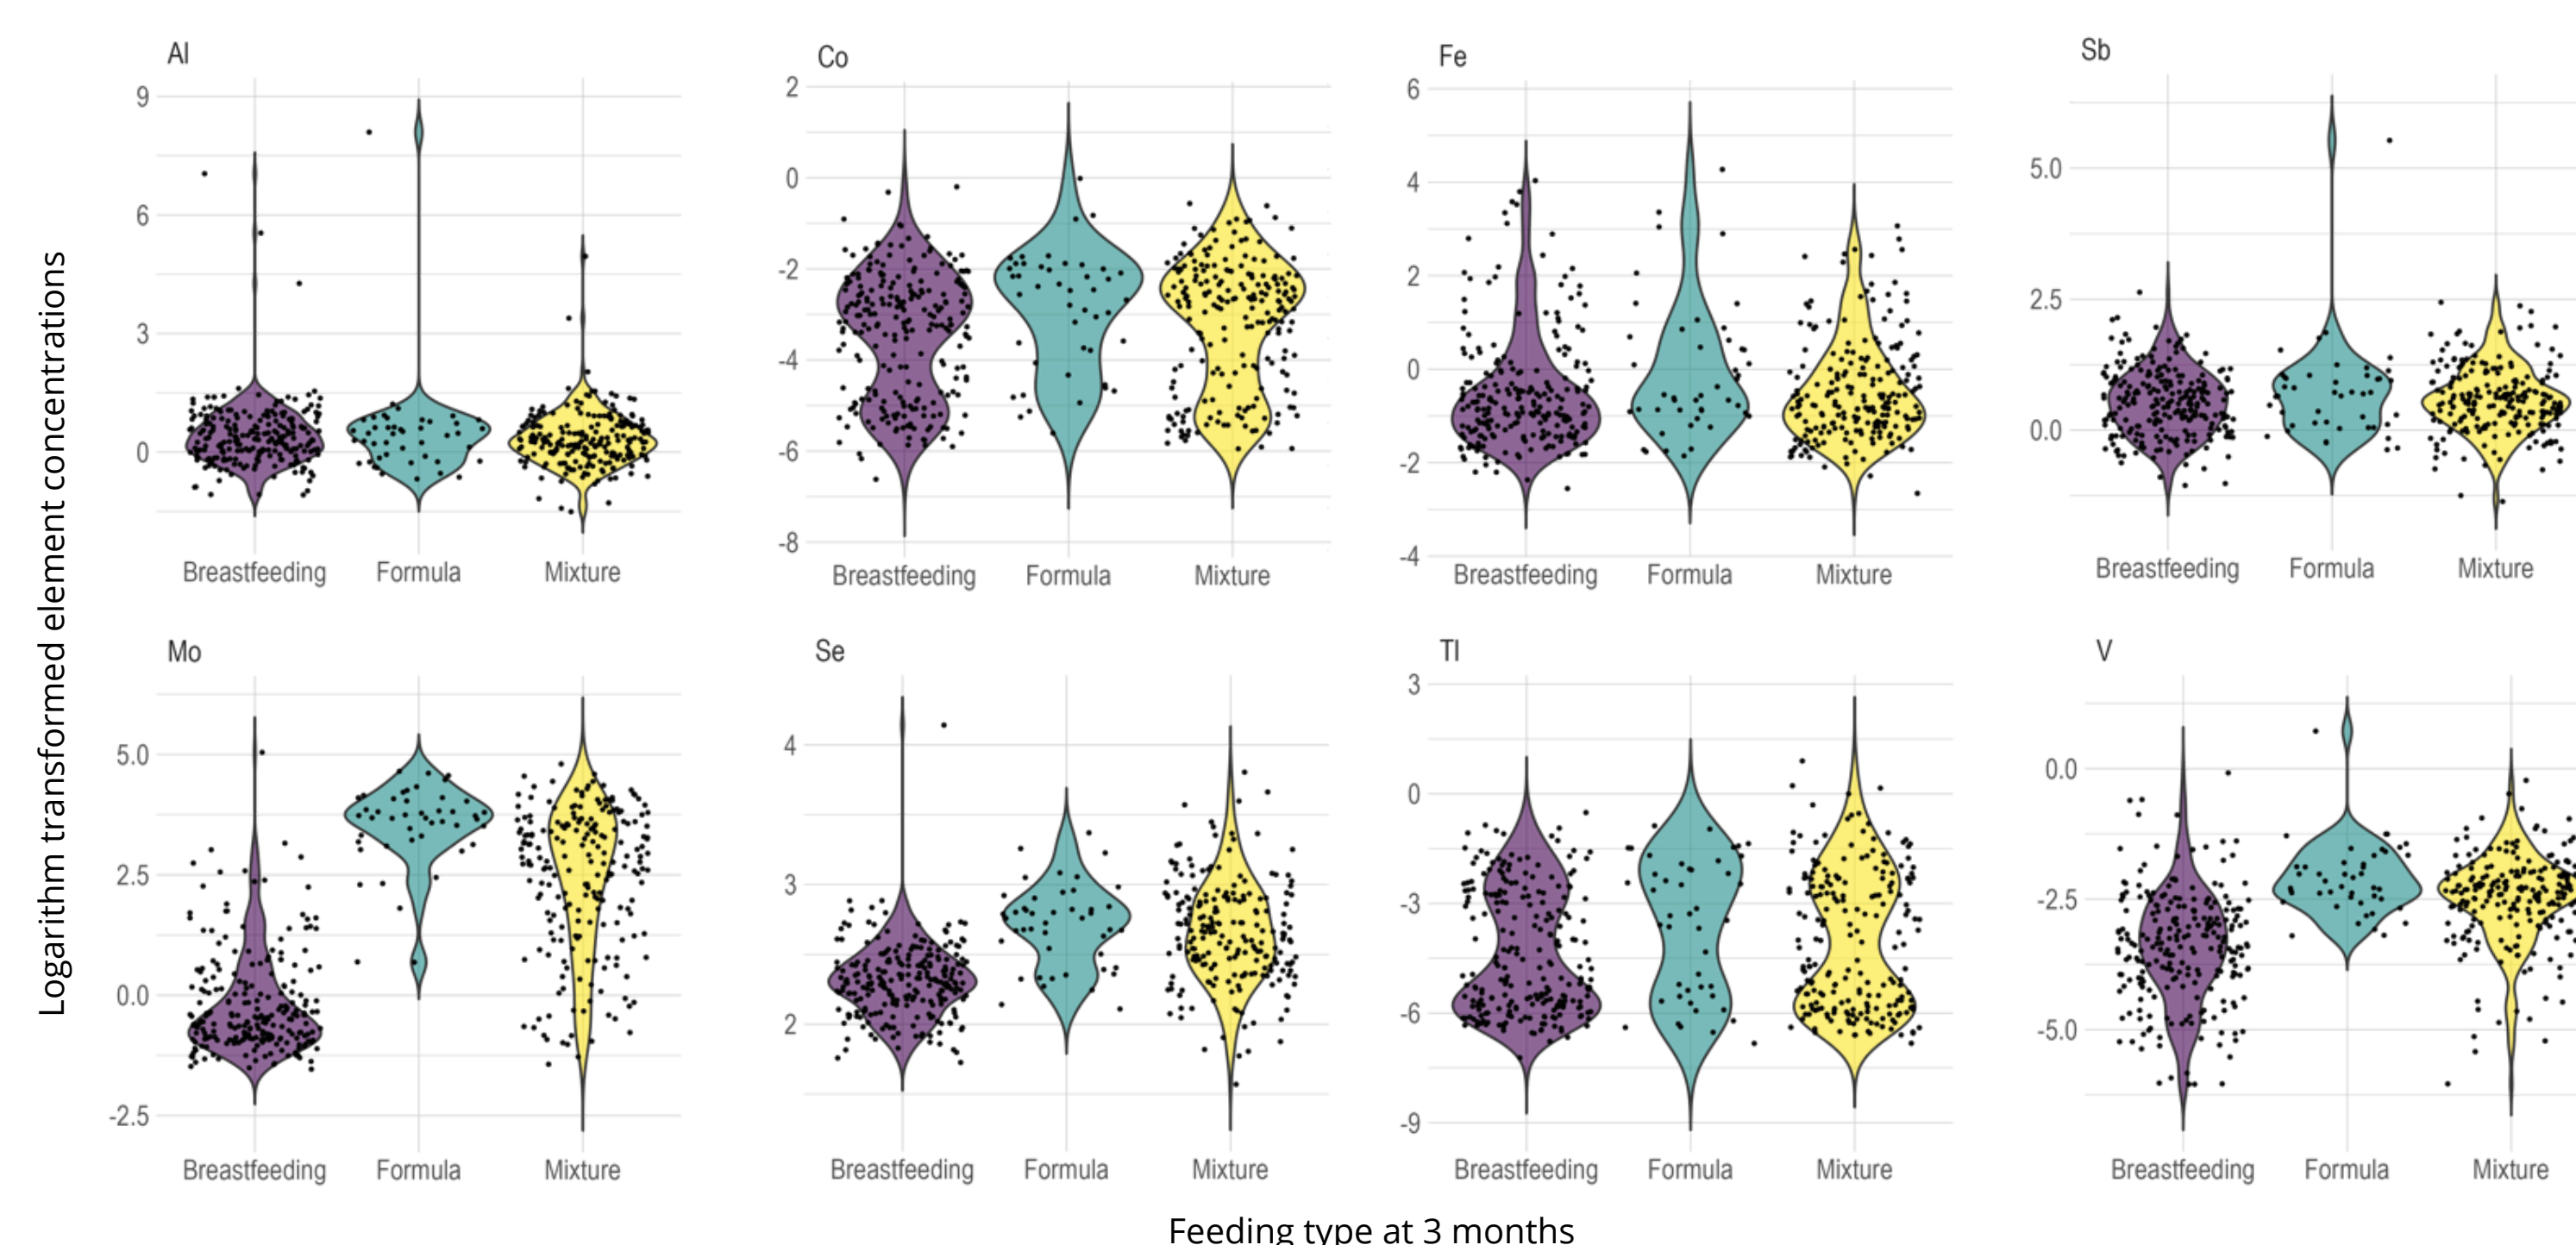 Logarithm transformed element concentrations
Al
9
6
3
0
Breastfeeding Formula Mixture
Co
2
0
-2
-4
-6
-8
Breastfeeding Formula Mixture
Fe
6
4
2
0
-2
-4
Breastfeeding Formula Mixture
Sb
5.0
2.5
0.0
Breastfeeding Formula Mixture
Mo
5.0
2.5
0.0
-2.5
Breastfeeding Formula Mixture
Se
4
3
2
Breastfeeding Formula Mixture
Tl
3
0
-3
-6
-9
Breastfeeding Formula Mixture
V
0.0
-2.5
-5.0
Breastfeeding Formula Mixture
Feeding type at 3 months